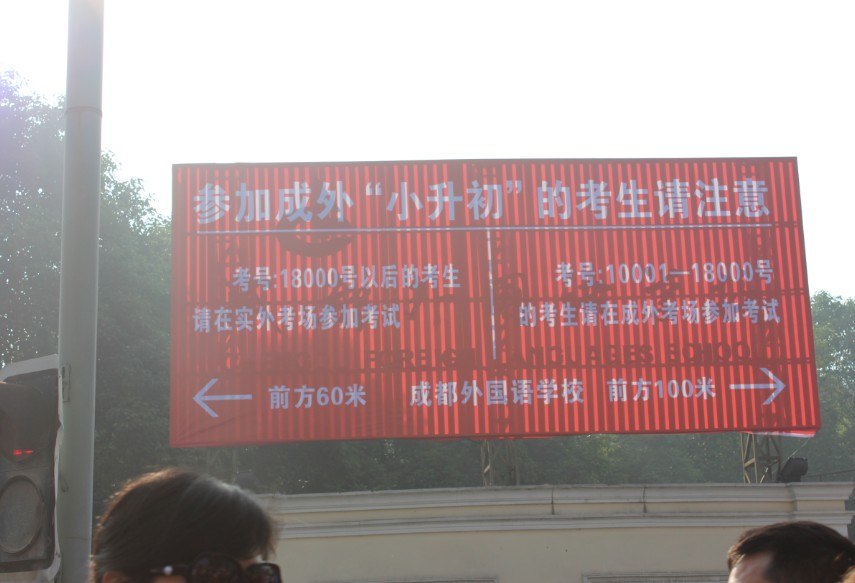 参加成外“小升初”的考生请注意
考号:18000号以后的考生
请在实外考场参加考试
考号:10001—18000号
的考生请在成外考场参加考试
FOREIGN LANGUAGES SCHOOL
← 前方60米 成都外国语学校 前方100米 →